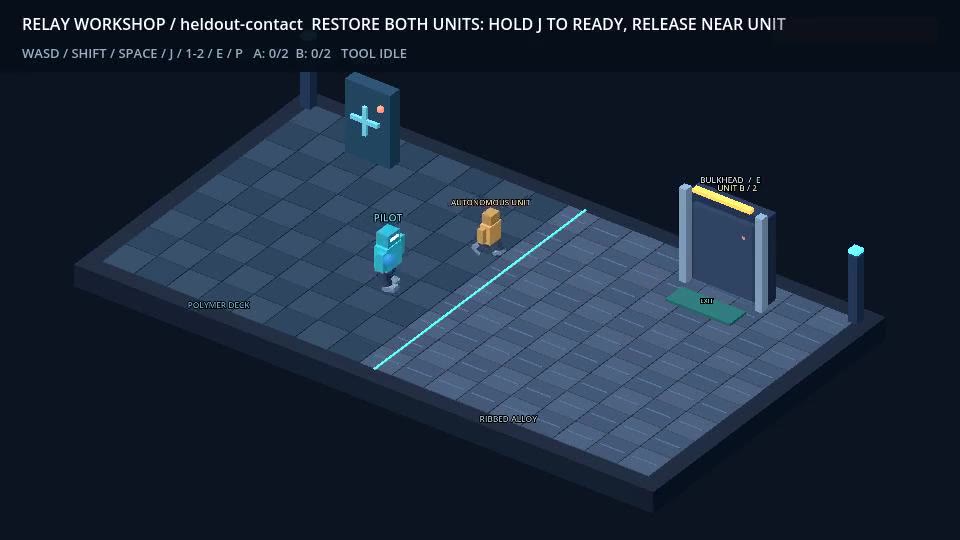 RELAY WORKSHOP / heldout-contact RESTORE BOTH UNITS: HOLD J TO READY, RELEASE NEAR UNIT
WASD / SHIFT / SPACE / J / 1-2 / E / P A: 0/2 B: 0/2 TOOL IDLE
BULKHEAD / E
UNIT B / 2
AUTONOMOUS UNIT
PILOT
EXIT
POLYMER DECK
RIBBED ALLOY